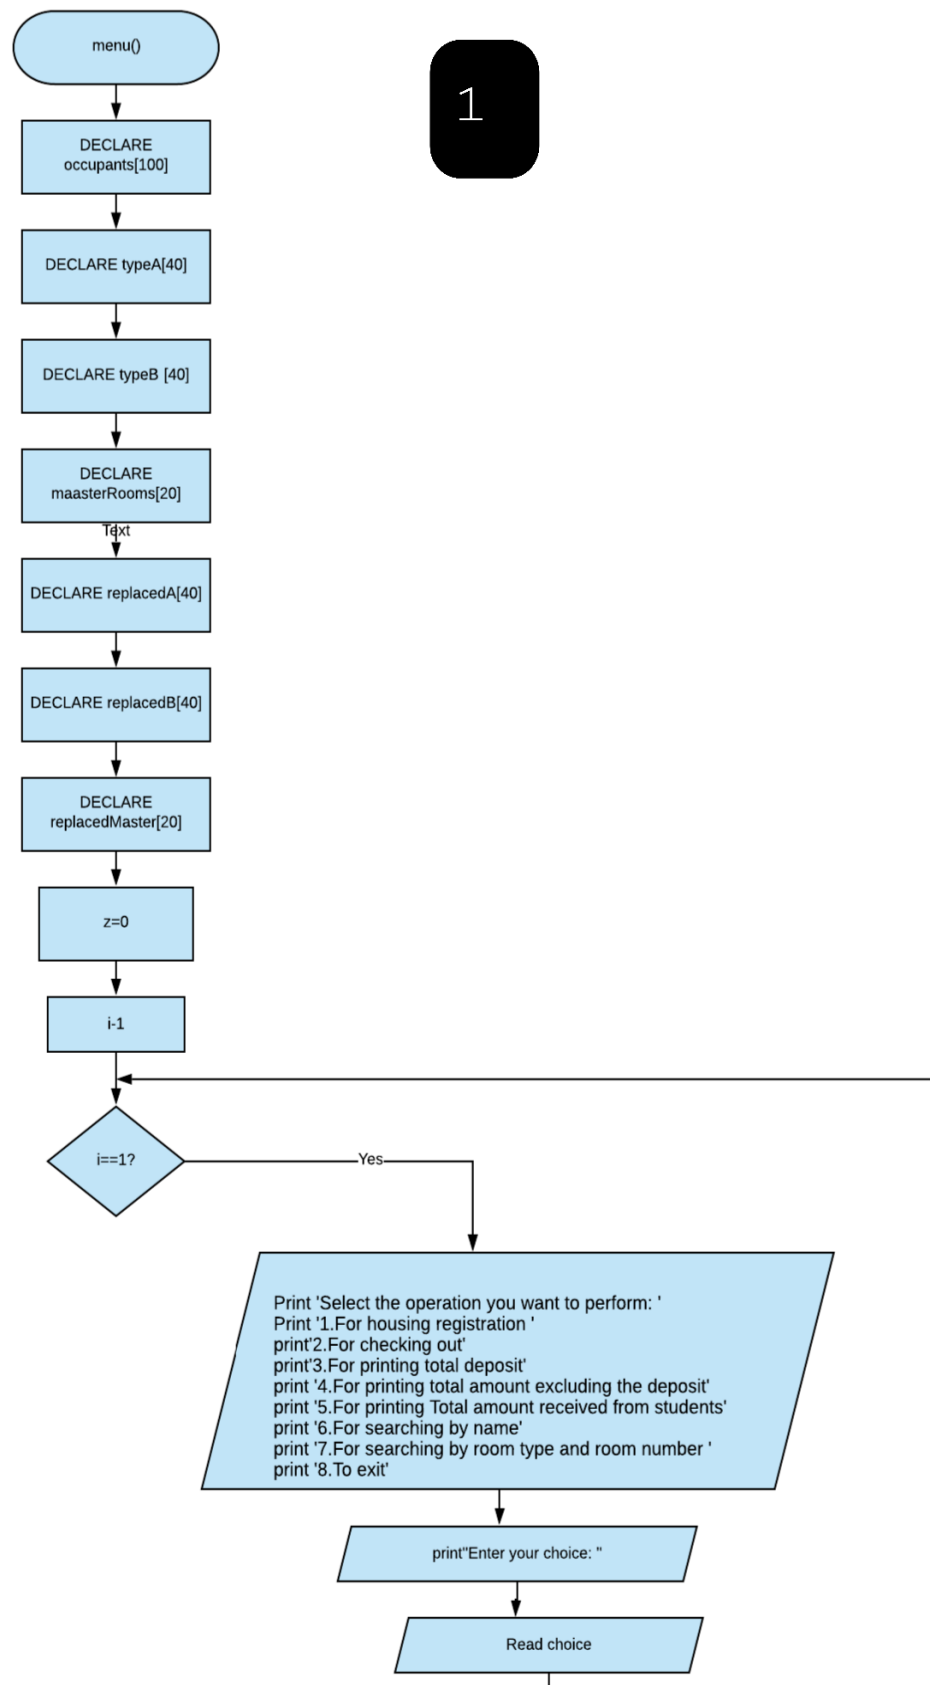 menu()
1
DECLARE
occupants[100]
DECLARE typeA[40]
DECLARE typeB [40]
DECLARE
maasterRooms[20]
Text
DECLARE replacedA[40]
DECLARE replacedB[40]
DECLARE
replacedMaster[20]
z=0
i-1
i==1?
Yes
Print 'Select the operation you want to perform: '
Print '1.For housing registration '
print'2.For checking out'
print'3.For printing total deposit'
print '4.For printing total amount excluding the deposit'
print '5.For printing Total amount received from students'
print '6.For searching by name'
print '7.For searching by room type and room number '
print '8.To exit'
print"Enter your choice: "
Read choice